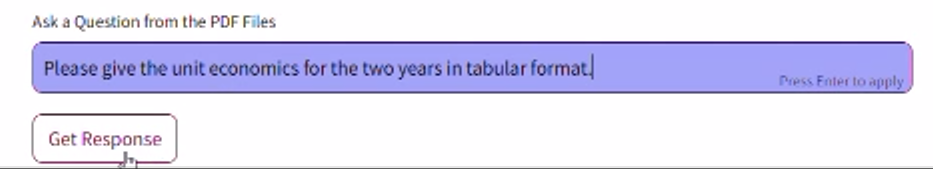 Ask a Question from the PDF Files
Please give the unit economics for the two years in tabular format.
Press Enter to apply
Get Response